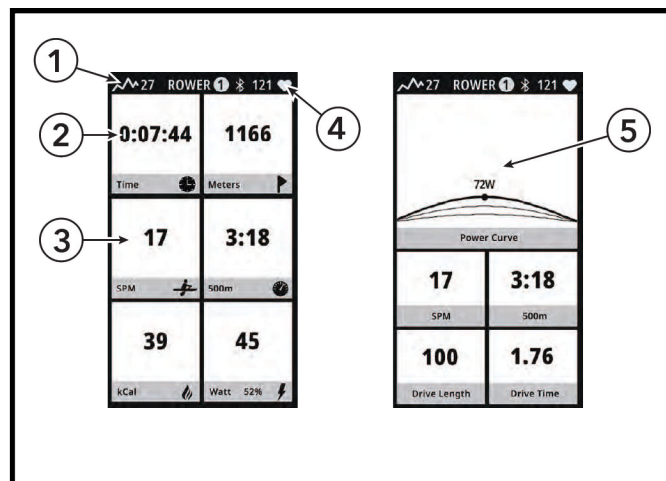 1
2
3
4
5
27 ROWER 1 121
0:07:44 1166
Time Meters
17 3:18
SPM 500m
39 45
kCal Watt 52%
27 ROWER 1 121
72W
Power Curve
17 3:18
SPM 500m
100 1.76
Drive Length Drive Time